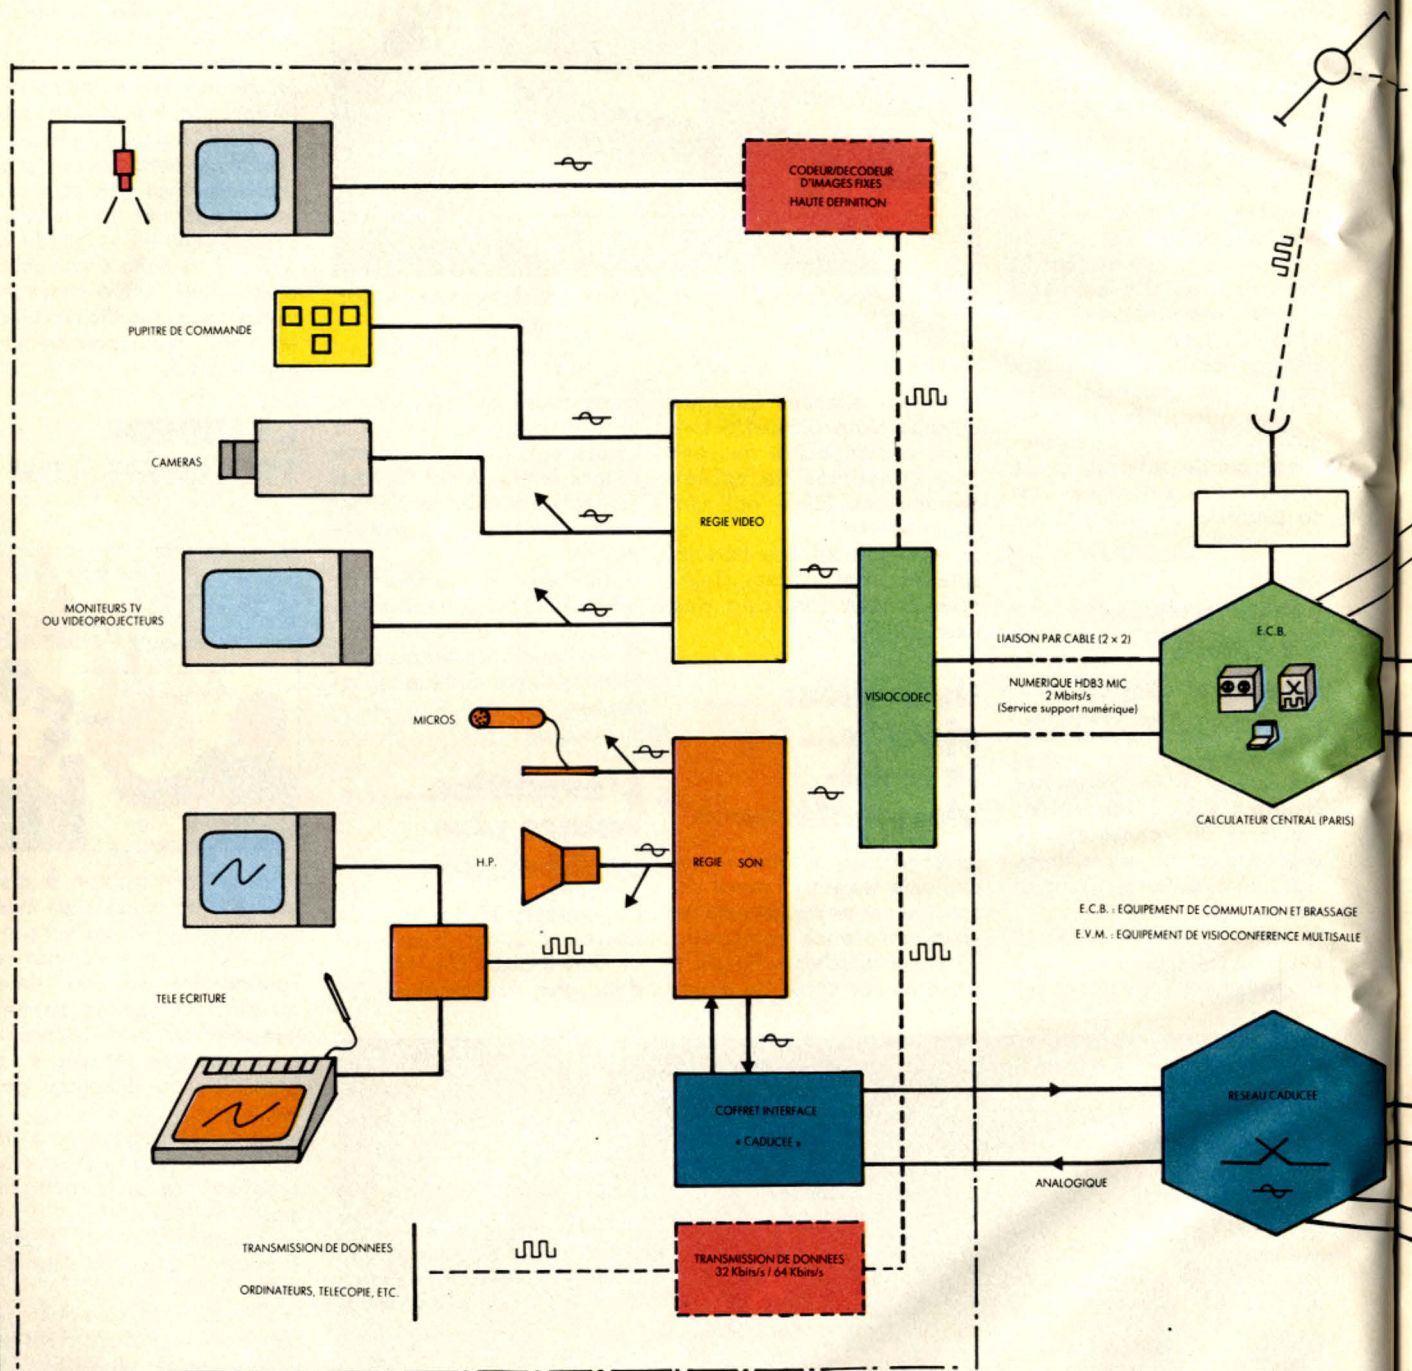 CODEUR/DECODEUR
D'IMAGES FIXES
HAUTE DEFINITION
PUPITRE DE COMMANDE
CAMERAS
REGIE VIDEO
MONITEURS TV
OU VIDEOPROJECTEURS
E.C.B.
LIAISON PAR CABLE (2 × 2)
NUMERIQUE HDB3 MIC
2 Mbits/s
(Service support numérique)
VISIOCODEC
MICROS
CALCULATEUR CENTRAL (PARIS)
H.P.
REGIE SON
E.C.B. : EQUIPEMENT DE COMMUTATION ET BRASSAGE
E.V.M. : EQUIPEMENT DE VISIOCONFERENCE MULTISALLE
TELE ECRITURE
COFFRET INTERFACE
« CADUCEE »
RESEAU CADUCEE
ANALOGIQUE
TRANSMISSION DE DONNEES
ORDINATEURS, TELECOPIE, ETC.
TRANSMISSION DE DONNEES
32 Kbits/s / 64 Kbits/s